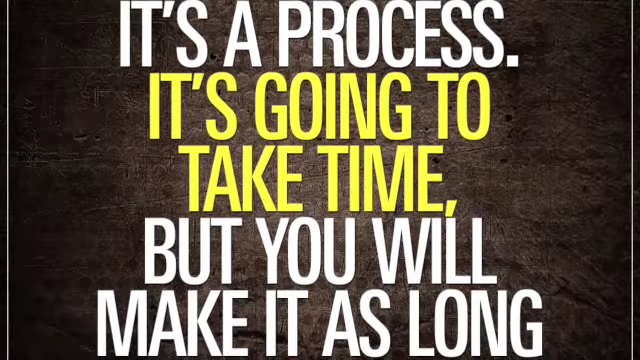 IT'S A PROCESS.
IT'S GOING TO
TAKE TIME,
BUT YOU WILL
MAKE IT AS LONG